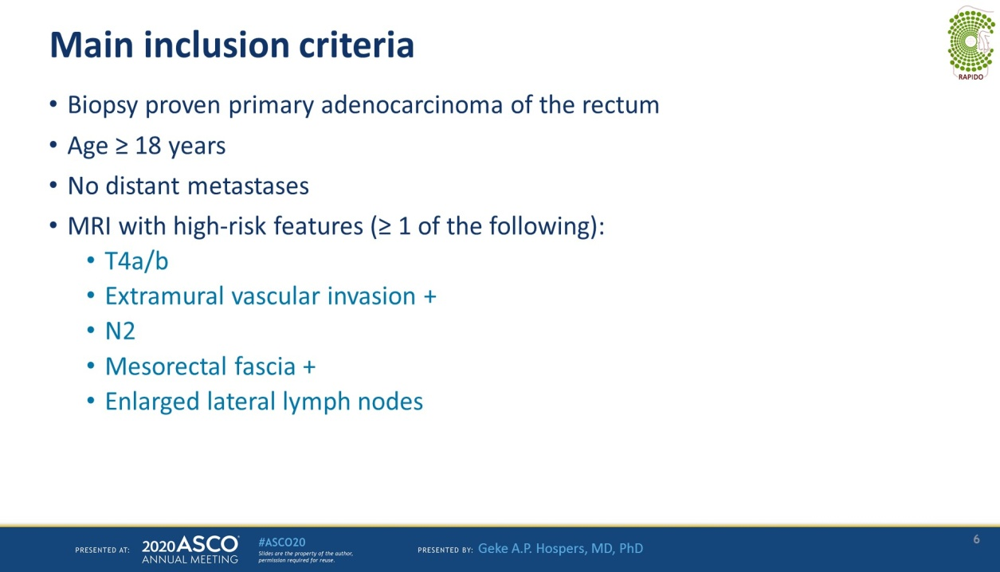 Main inclusion criteria
RAPIDO
• Biopsy proven primary adenocarcinoma of the rectum
• Age ≥ 18 years
• No distant metastases
• MRI with high-risk features (≥ 1 of the following):
• T4a/b
• Extramural vascular invasion +
• N2
• Mesorectal fascia +
• Enlarged lateral lymph nodes
PRESENTED AT:
2020 ASCO
ANNUAL MEETING
#ASCO20
Slides are the property of the author,
permission required for reuse.
PRESENTED BY: Geke A.P. Hospers, MD, PhD
6